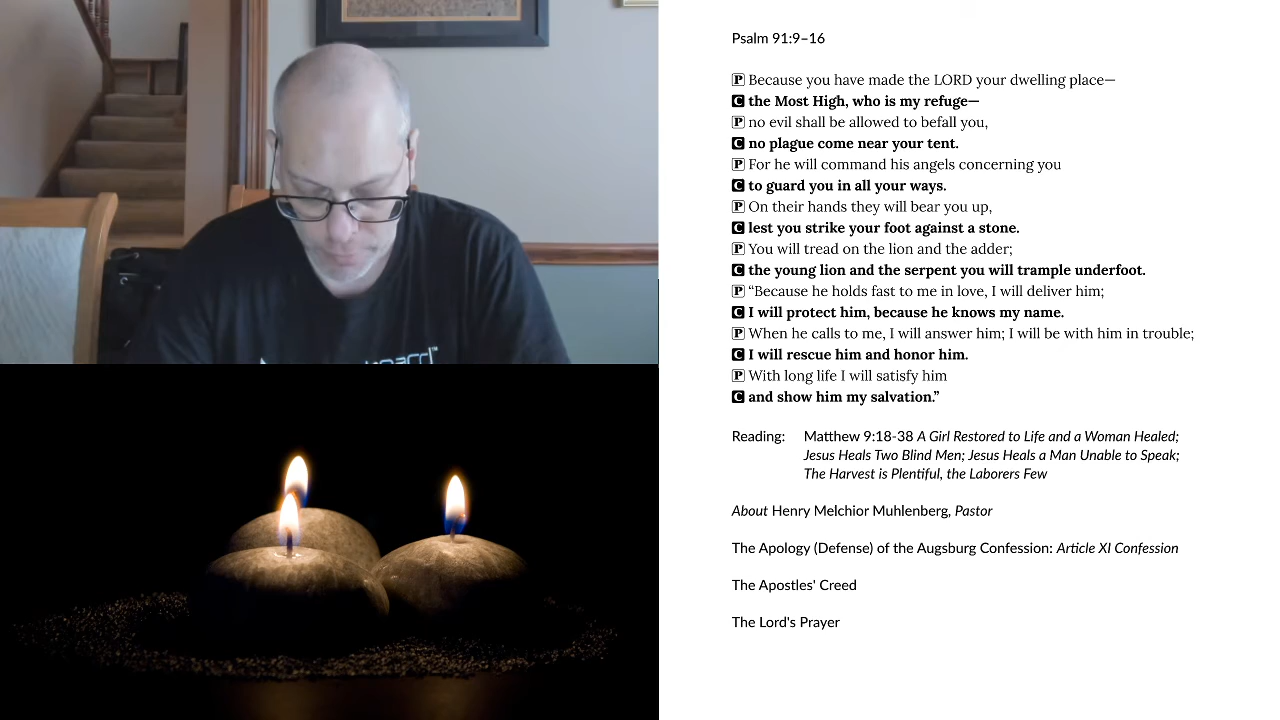 Psalm 91:9–16
P Because you have made the LORD your dwelling place—
C the Most High, who is my refuge—
P no evil shall be allowed to befall you,
C no plague come near your tent.
P For he will command his angels concerning you
C to guard you in all your ways.
P On their hands they will bear you up,
C lest you strike your foot against a stone.
P You will tread on the lion and the adder;
C the young lion and the serpent you will trample underfoot.
P “Because he holds fast to me in love, I will deliver him;
C I will protect him, because he knows my name.
P When he calls to me, I will answer him; I will be with him in trouble;
C I will rescue him and honor him.
P With long life I will satisfy him
C and show him my salvation.”
Reading: Matthew 9:18-38 A Girl Restored to Life and a Woman Healed;
Jesus Heals Two Blind Men; Jesus Heals a Man Unable to Speak;
The Harvest is Plentiful, the Laborers Few
About Henry Melchior Muhlenberg, Pastor
The Apology (Defense) of the Augsburg Confession: Article XI Confession
The Apostles' Creed
The Lord's Prayer